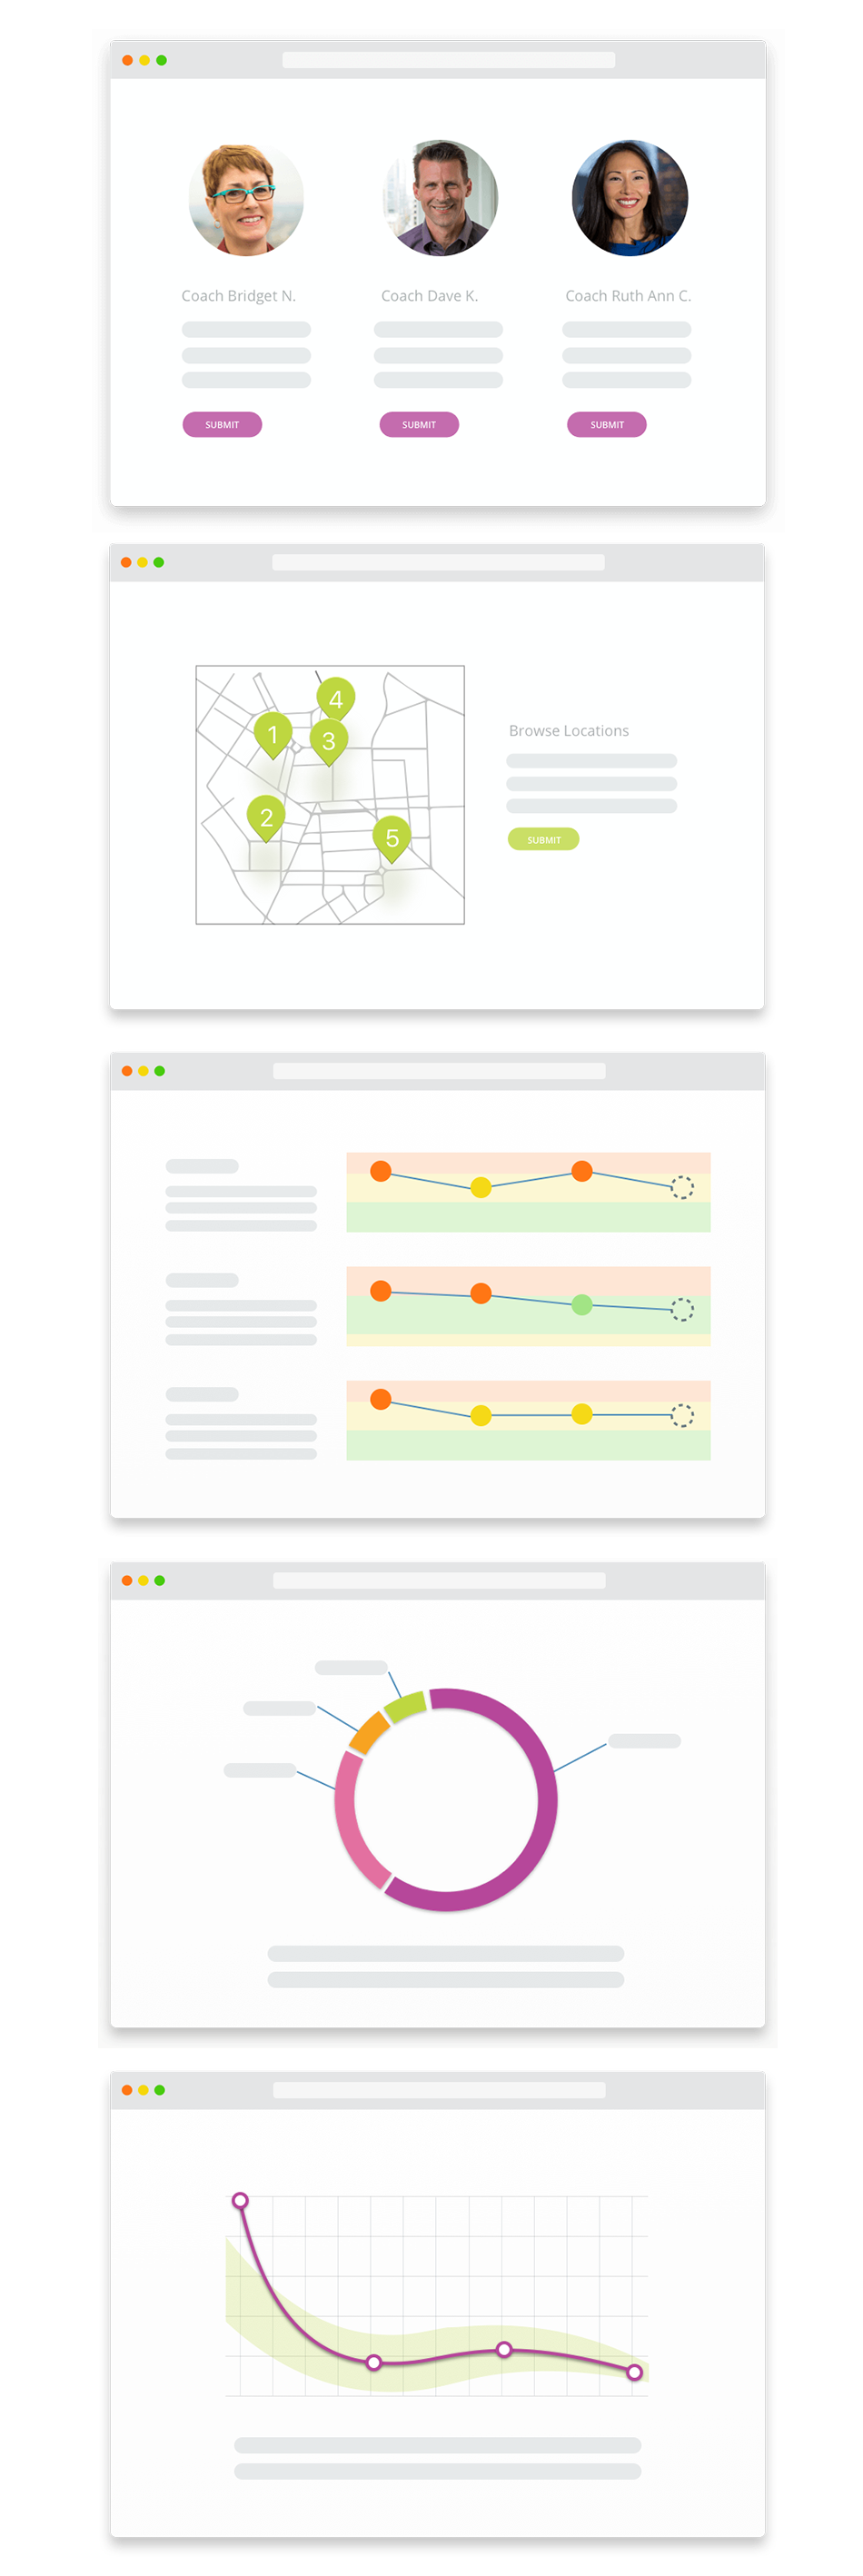 Coach Bridget N.
Coach Dave K.
Coach Ruth Ann C.
SUBMIT
SUBMIT
SUBMIT
4
1
3
2
5
Browse Locations
SUBMIT